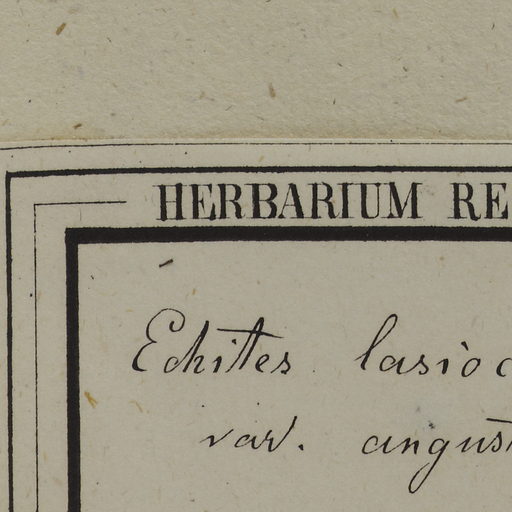 HERBARIUM RE
Echites lasioc
var. angust